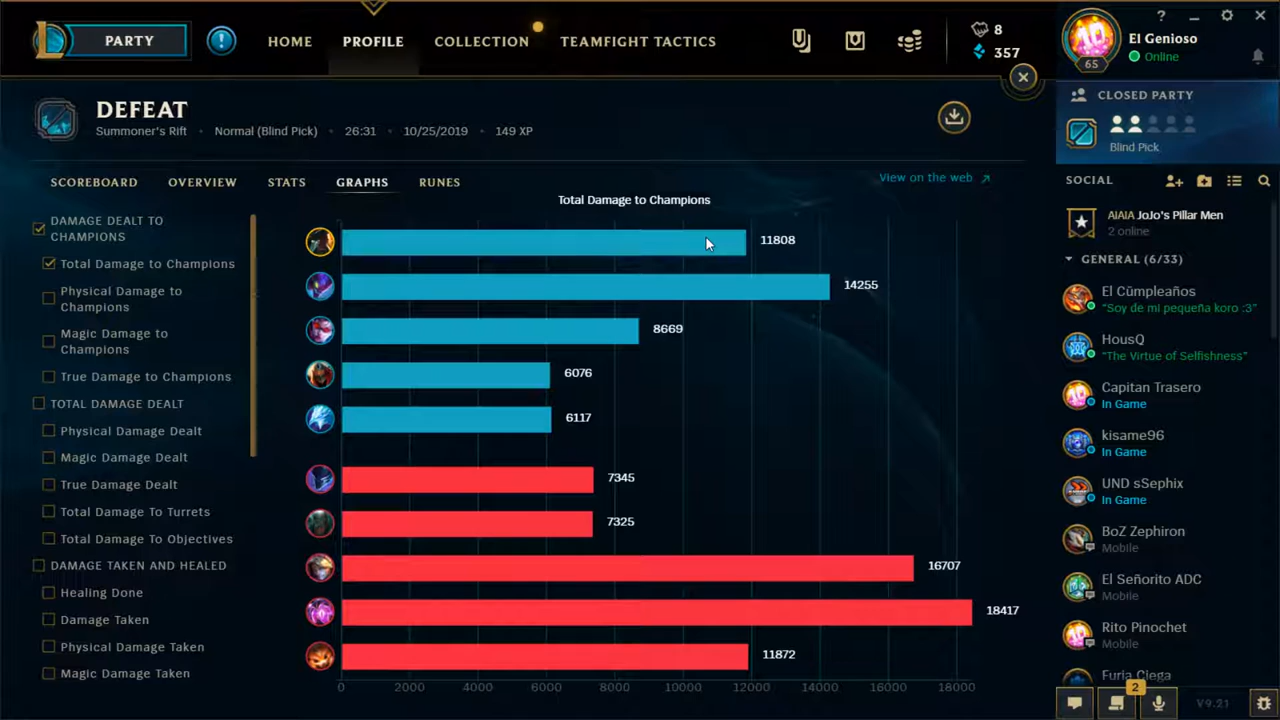 PARTY
HOME
PROFILE
COLLECTION
TEAMFIGHT TACTICS
8
357
?
El Genioso
Online
65
CLOSED PARTY
Blind Pick
DEFEAT
Summoner's Rift • Normal (Blind Pick) • 26:31 • 10/25/2019 • 149 XP
SCOREBOARD
OVERVIEW
STATS
GRAPHS
RUNES
View on the web
DAMAGE DEALT TO
CHAMPIONS
Total Damage to Champions
Physical Damage to
Champions
Magic Damage to
Champions
True Damage to Champions
TOTAL DAMAGE DEALT
Physical Damage Dealt
Magic Damage Dealt
True Damage Dealt
Total Damage To Turrets
Total Damage To Objectives
DAMAGE TAKEN AND HEALED
Healing Done
Damage Taken
Physical Damage Taken
Magic Damage Taken
Total Damage to Champions
11808
14255
8669
6076
6117
7345
7325
16707
18417
11872
0 2000 4000 6000 8000 10000 12000 14000 16000 18000
SOCIAL
AIAIA JoJo's Pillar Men
2 online
GENERAL (6/33)
El Cümpleaños
"Soy de mi pequeña koro :3"
HousQ
"The Virtue of Selfishness"
Capitan Trasero
In Game
kisame96
In Game
UND sSephix
In Game
BoZ Zephiron
Mobile
El Señorito ADC
Mobile
Rito Pinochet
Mobile
Furia Ciega
2
V9.21